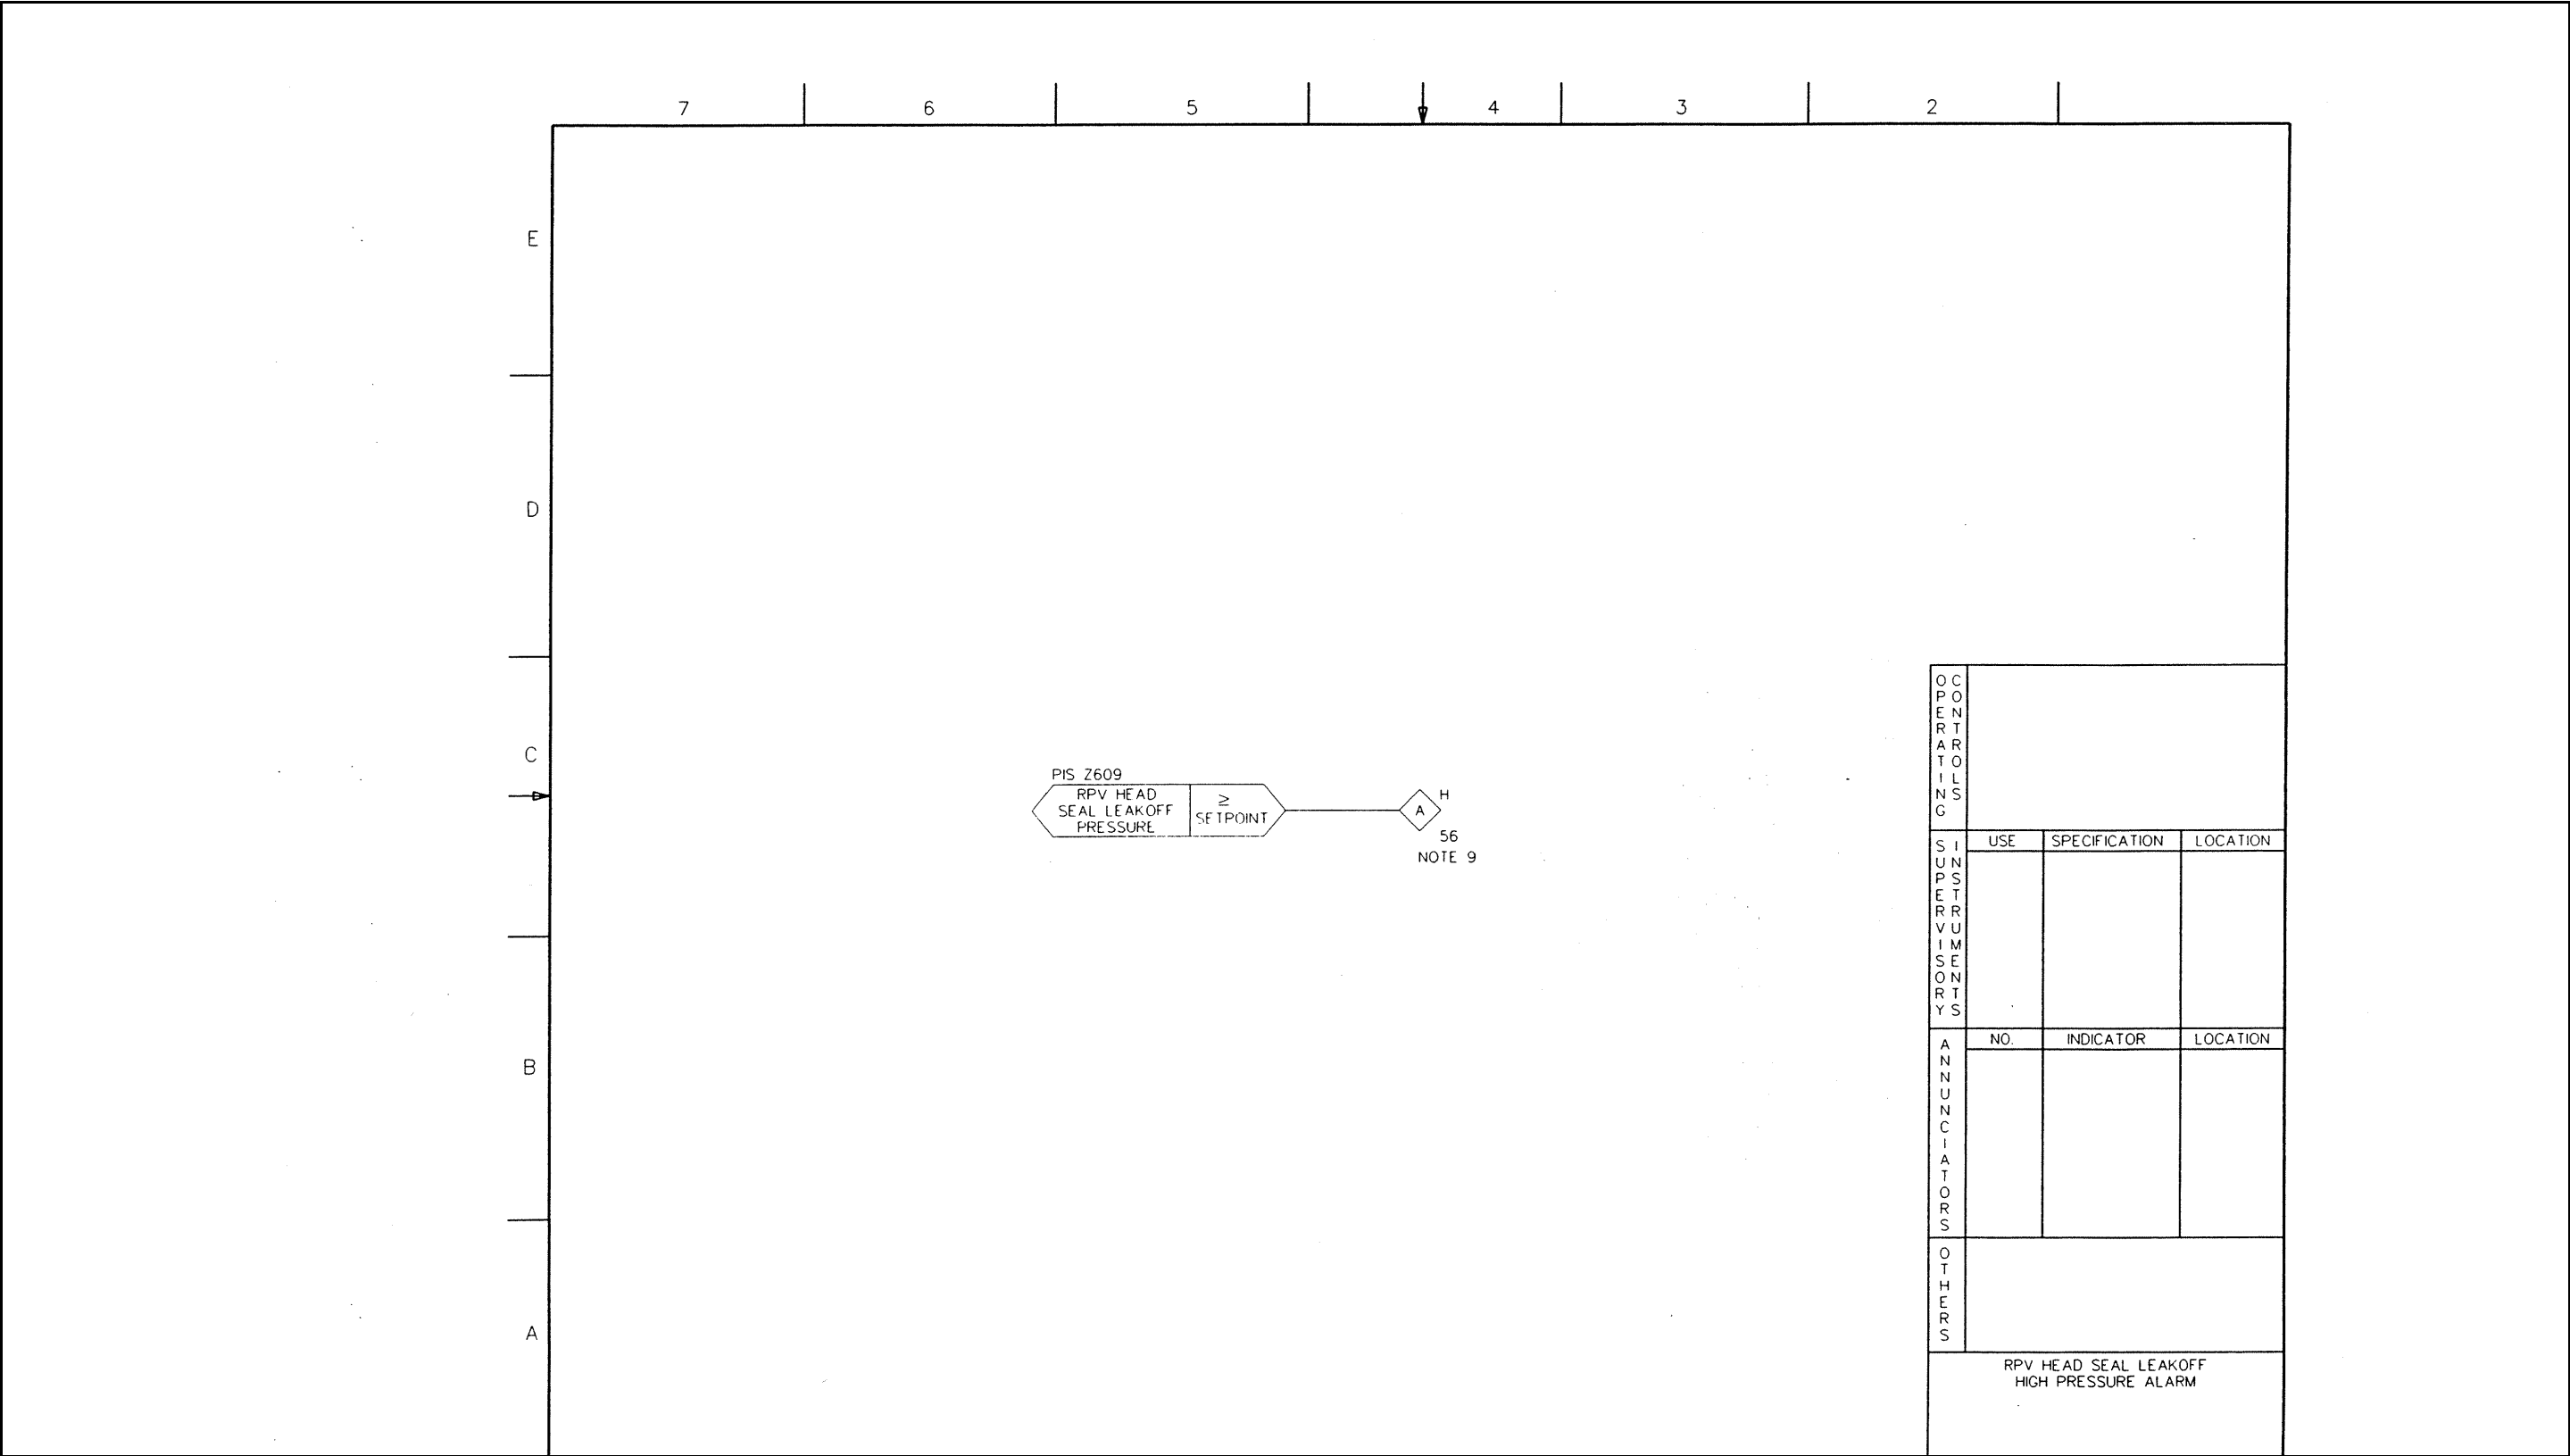 7 6 5 4 3 2
E
D
C
B
A
PIS Z609
RPV HEAD
SEAL LEAKOFF
PRESSURE
≥
SETPOINT
A
H
56
NOTE 9
OPERATING
CONTROLS
SUPERVISORY
INSTRUMENTS
USE SPECIFICATION LOCATION
ANNUNCIATORS
NO. INDICATOR LOCATION
OTHERS
RPV HEAD SEAL LEAKOFF
HIGH PRESSURE ALARM